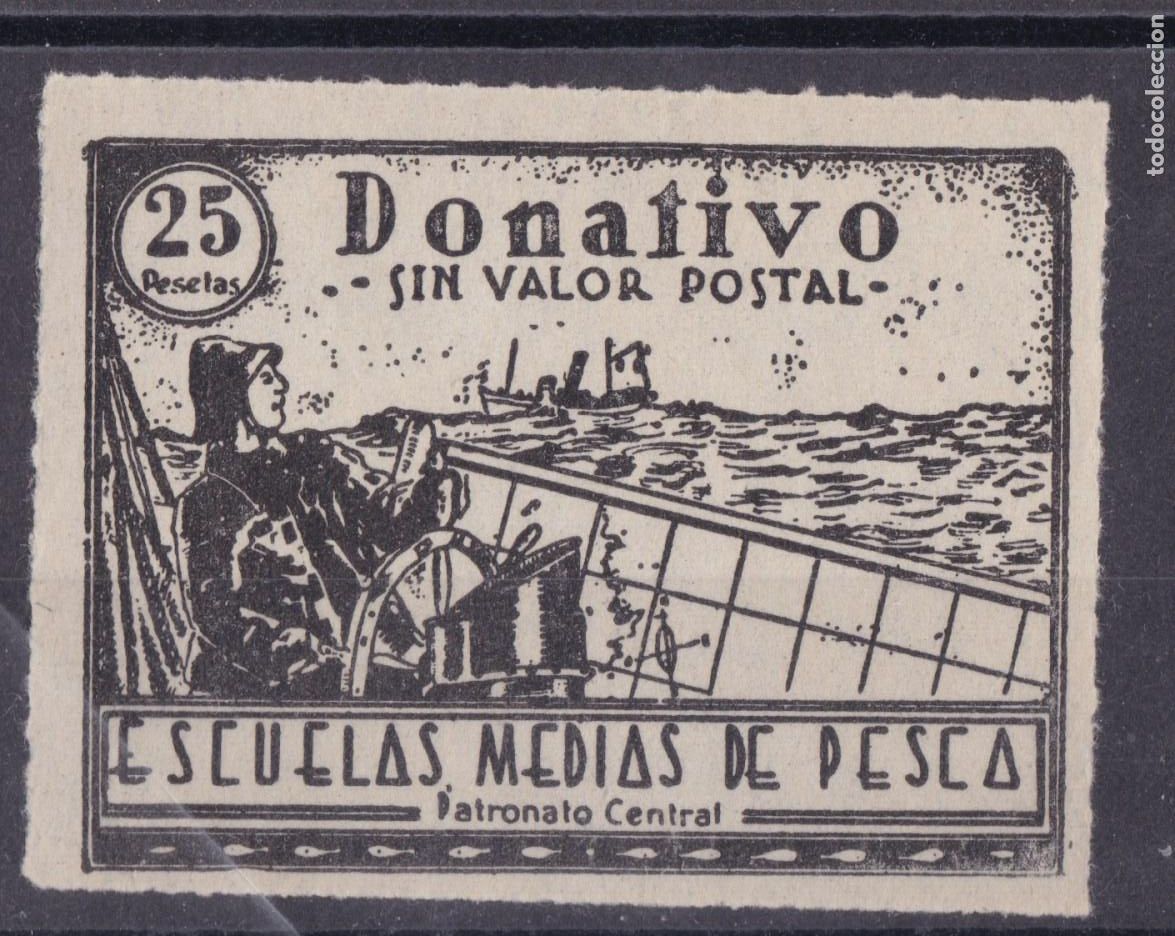 25
Pesetas
Donativo
- SIN VALOR POSTAL -
ESCUELAS MEDIAS DE PESCA
Patronato Central
todocoleccion